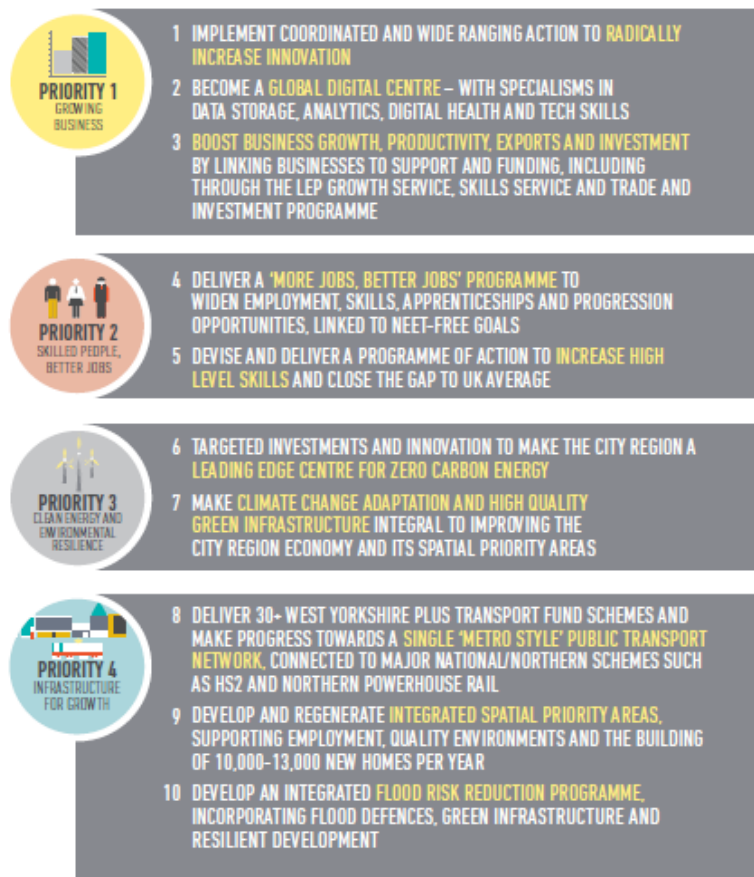 PRIORITY 1
GROWING
BUSINESS
1 IMPLEMENT COORDINATED AND WIDE RANGING ACTION TO RADICALLY
INCREASE INNOVATION
2 BECOME A GLOBAL DIGITAL CENTRE – WITH SPECIALISMS IN
DATA STORAGE, ANALYTICS, DIGITAL HEALTH AND TECH SKILLS
3 BOOST BUSINESS GROWTH, PRODUCTIVITY, EXPORTS AND INVESTMENT
BY LINKING BUSINESSES TO SUPPORT AND FUNDING, INCLUDING
THROUGH THE LEP GROWTH SERVICE, SKILLS SERVICE AND TRADE AND
INVESTMENT PROGRAMME
PRIORITY 2
SKILLED PEOPLE,
BETTER JOBS
4 DELIVER A ‘MORE JOBS, BETTER JOBS’ PROGRAMME TO
WIDEN EMPLOYMENT, SKILLS, APPRENTICESHIPS AND PROGRESSION
OPPORTUNITIES, LINKED TO NEET-FREE GOALS
5 DEVISE AND DELIVER A PROGRAMME OF ACTION TO INCREASE HIGH
LEVEL SKILLS AND CLOSE THE GAP TO UK AVERAGE
PRIORITY 3
CLEAN ENERGY AND
ENVIRONMENTAL
RESILIENCE
6 TARGETED INVESTMENTS AND INNOVATION TO MAKE THE CITY REGION A
LEADING EDGE CENTRE FOR ZERO CARBON ENERGY
7 MAKE CLIMATE CHANGE ADAPTATION AND HIGH QUALITY
GREEN INFRASTRUCTURE INTEGRAL TO IMPROVING THE
CITY REGION ECONOMY AND ITS SPATIAL PRIORITY AREAS
PRIORITY 4
INFRASTRUCTURE
FOR GROWTH
8 DELIVER 30+ WEST YORKSHIRE PLUS TRANSPORT FUND SCHEMES AND
MAKE PROGRESS TOWARDS A SINGLE ‘METRO STYLE’ PUBLIC TRANSPORT
NETWORK, CONNECTED TO MAJOR NATIONAL/NORTHERN SCHEMES SUCH
AS HS2 AND NORTHERN POWERHOUSE RAIL
9 DEVELOP AND REGENERATE INTEGRATED SPATIAL PRIORITY AREAS,
SUPPORTING EMPLOYMENT, QUALITY ENVIRONMENTS AND THE BUILDING
OF 10,000-13,000 NEW HOMES PER YEAR
10 DEVELOP AN INTEGRATED FLOOD RISK REDUCTION PROGRAMME,
INCORPORATING FLOOD DEFENCES, GREEN INFRASTRUCTURE AND
RESILIENT DEVELOPMENT